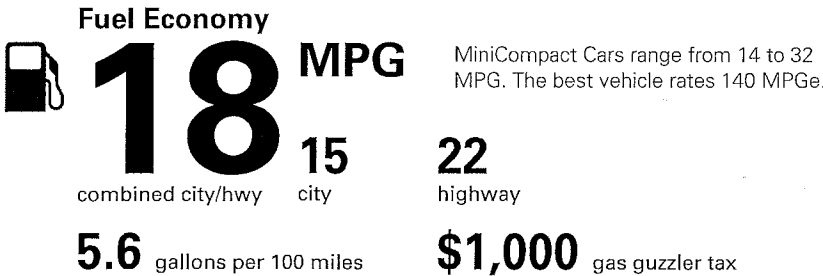 Fuel Economy
18 MPG
MiniCompact Cars range from 14 to 32
MPG. The best vehicle rates 140 MPGe.
15 22
combined city/hwy city highway
5.6 gallons per 100 miles $1,000 gas guzzler tax